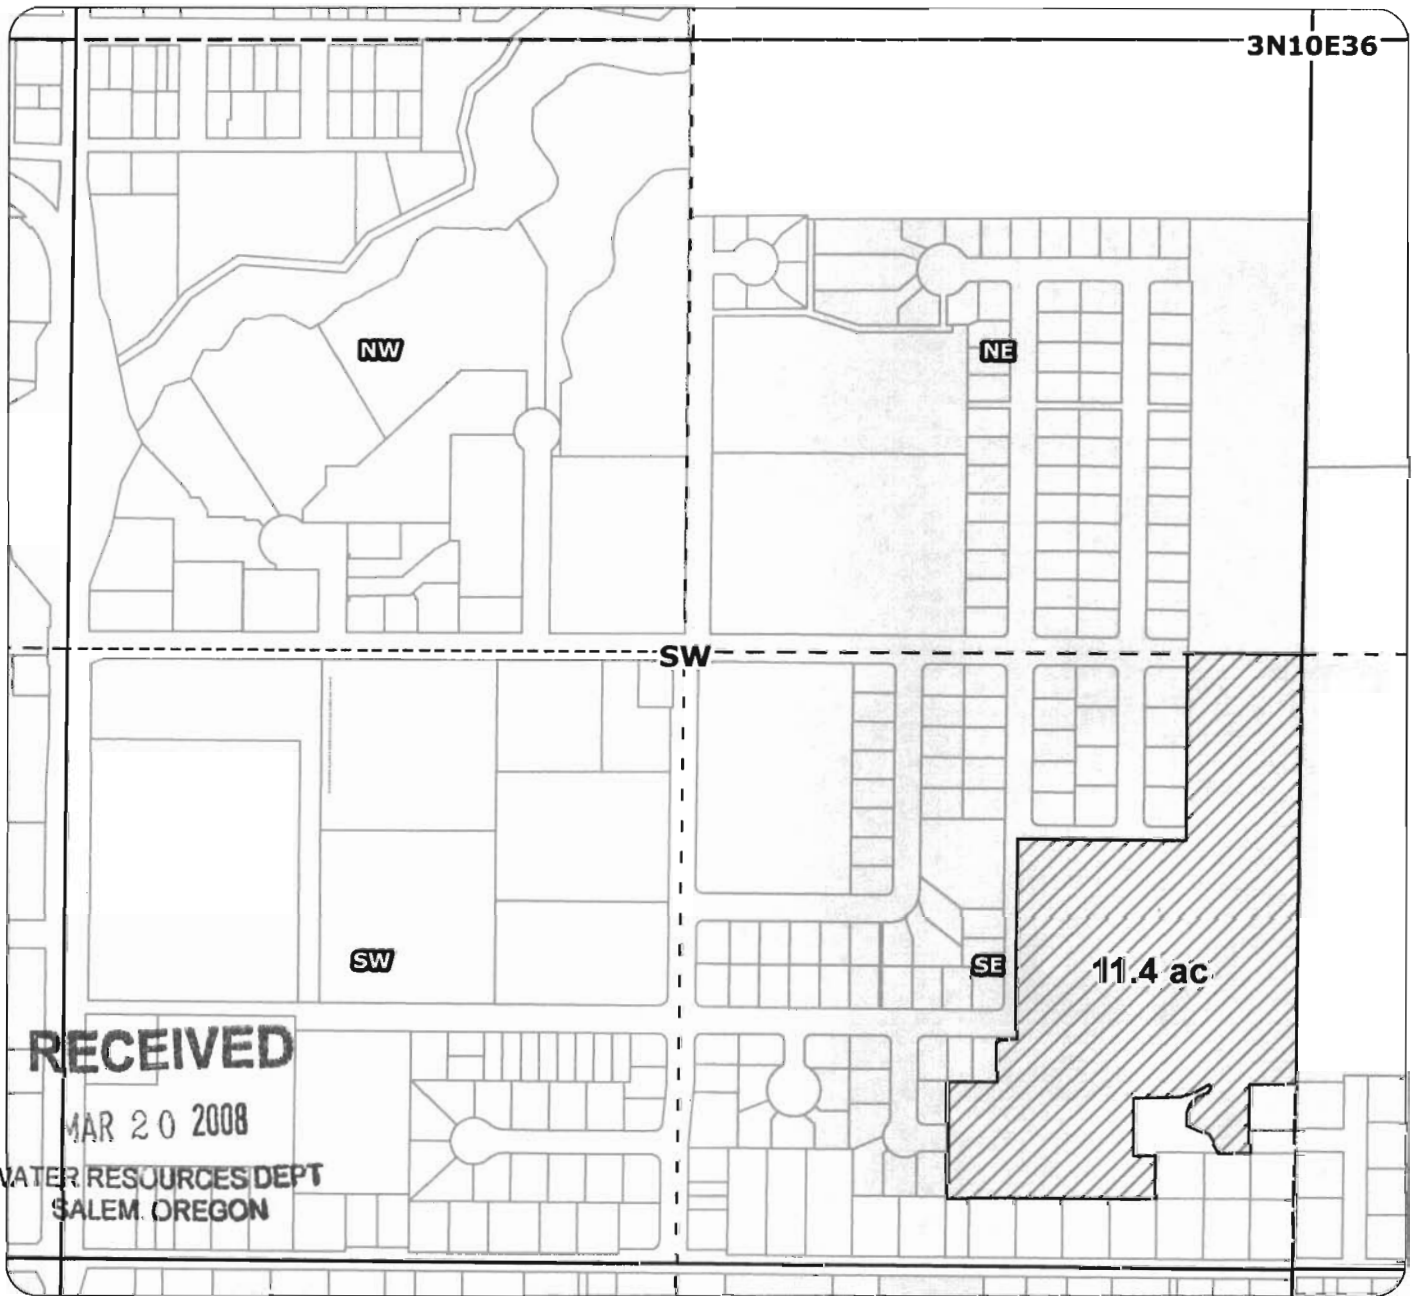 3N10E36
NW
NE
SW
SW
SE
11.4 ac
RECEIVED
MAR 20 2008
WATER RESOURCES DEPT
SALEM, OREGON